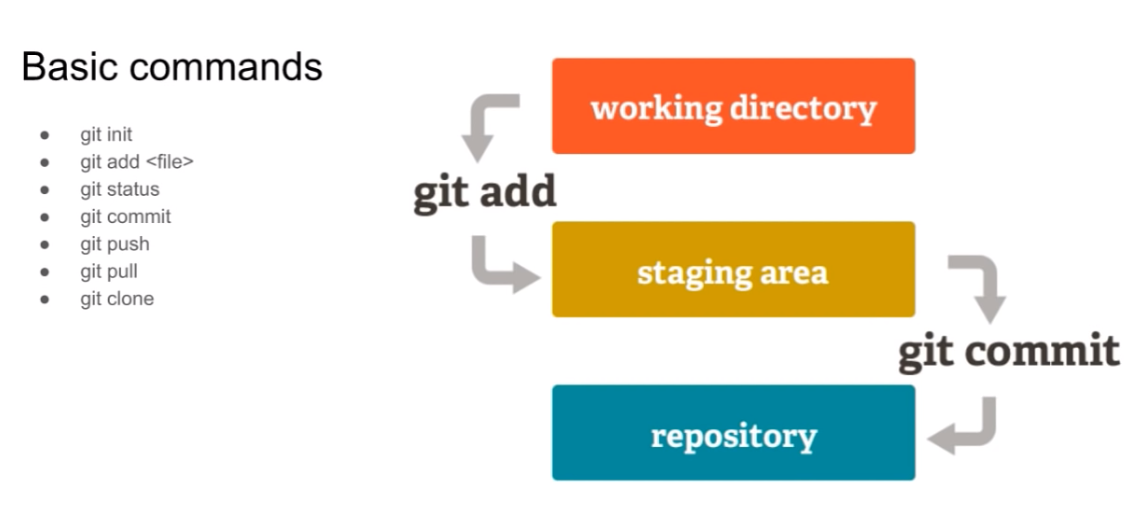 Basic commands
git init
git add <file>
git status
git commit
git push
git pull
git clone
working directory
git add
staging area
git commit
repository